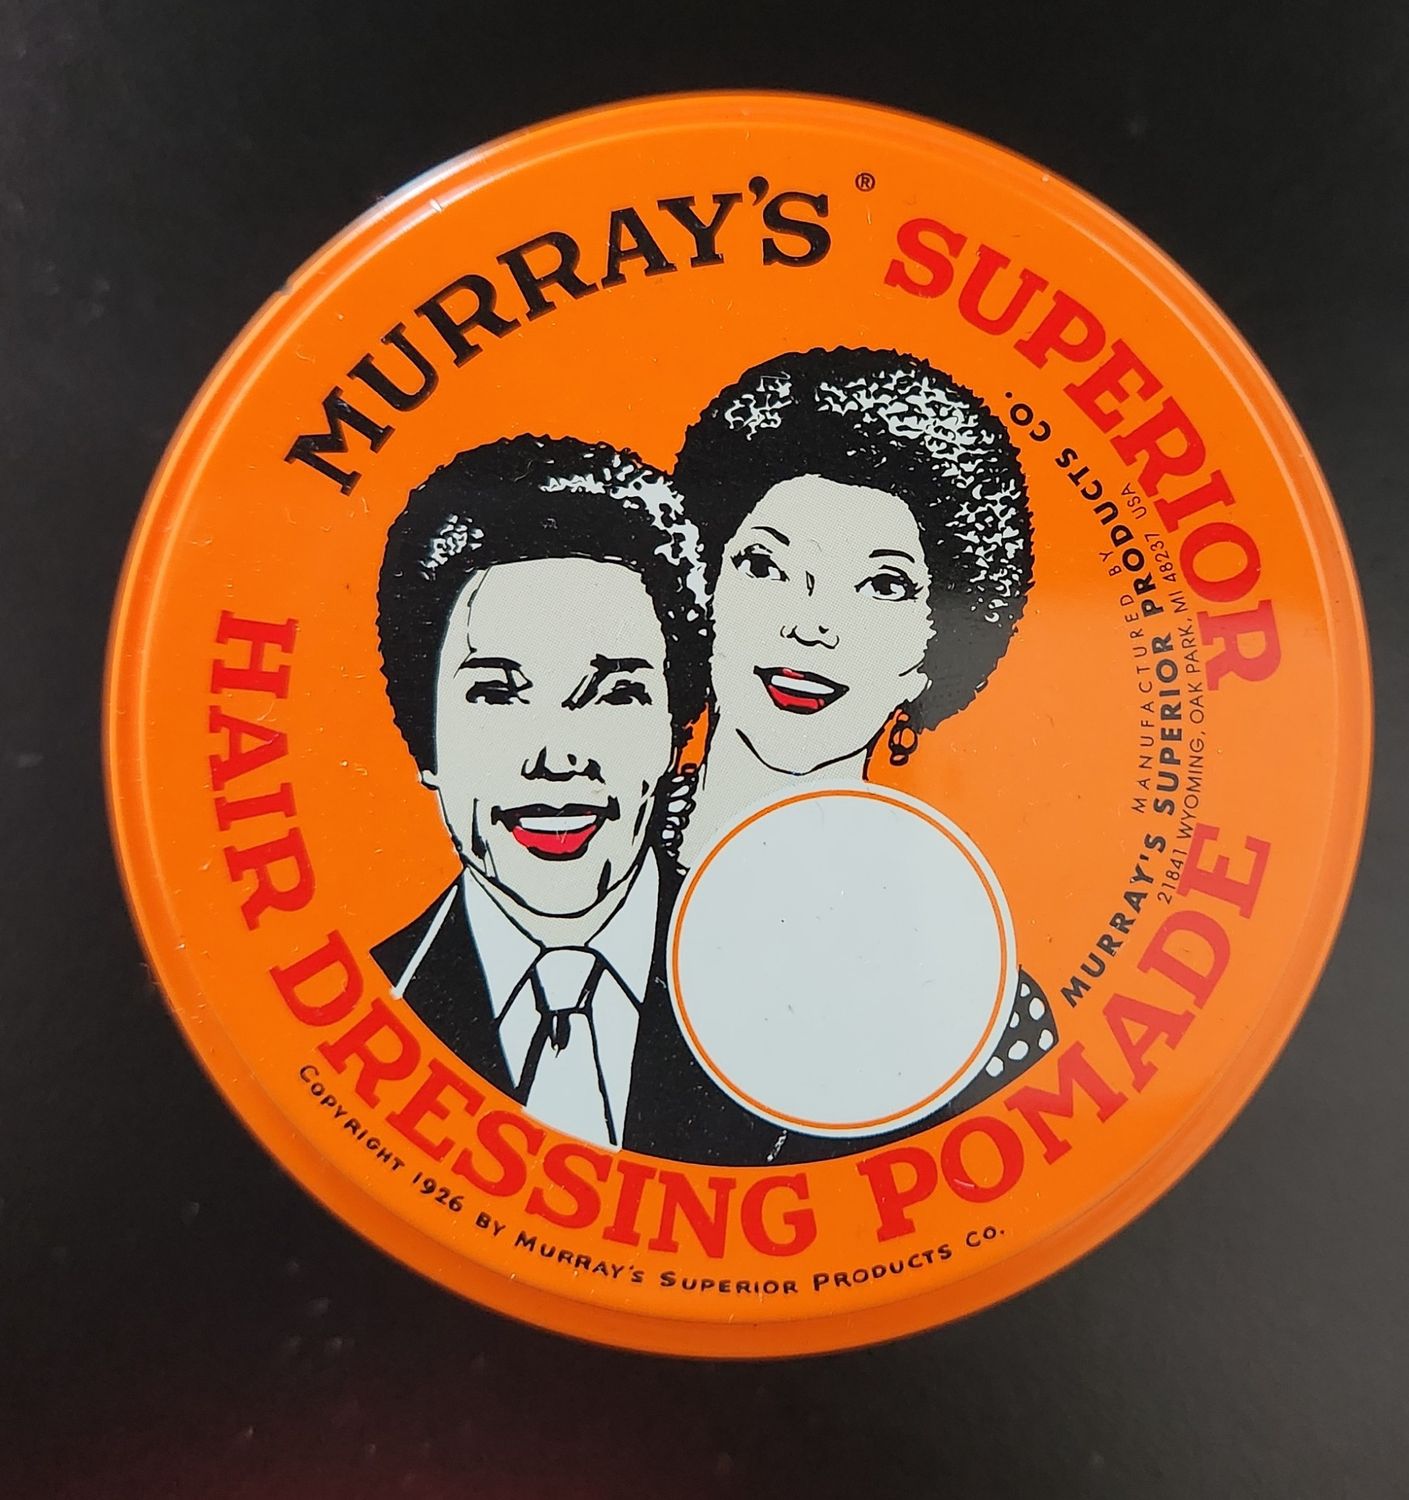 MURRAY'S® SUPERIOR
HAIR DRESSING POMADE
MANUFACTURED BY
MURRAY'S SUPERIOR PRODUCTS CO.
21841 WYOMING, OAK PARK, MI 48237 USA
COPYRIGHT 1926 BY MURRAY'S SUPERIOR PRODUCTS CO.